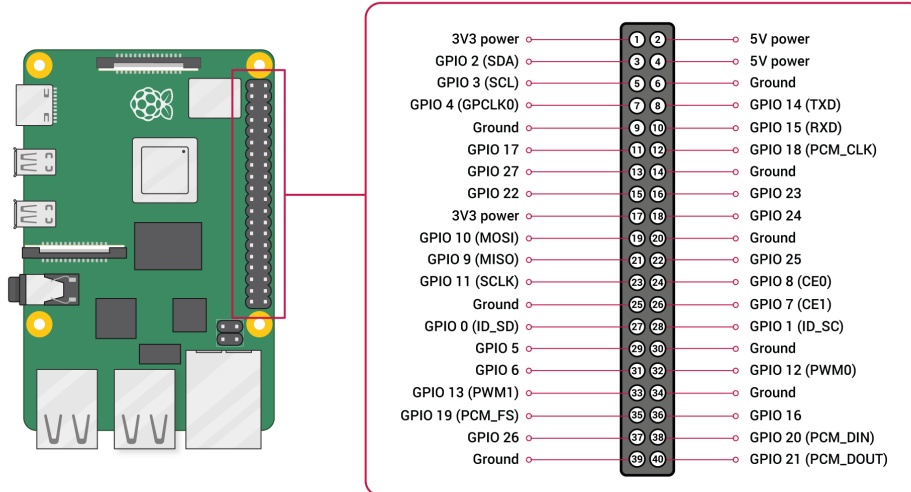 3V3 power 1 2 5V power
GPIO 2 (SDA) 3 4 5V power
GPIO 3 (SCL) 5 6 Ground
GPIO 4 (GPCLK0) 7 8 GPIO 14 (TXD)
Ground 9 10 GPIO 15 (RXD)
GPIO 17 11 12 GPIO 18 (PCM_CLK)
GPIO 27 13 14 Ground
GPIO 22 15 16 GPIO 23
3V3 power 17 18 GPIO 24
GPIO 10 (MOSI) 19 20 Ground
GPIO 9 (MISO) 21 22 GPIO 25
GPIO 11 (SCLK) 23 24 GPIO 8 (CE0)
Ground 25 26 GPIO 7 (CE1)
GPIO 0 (ID_SD) 27 28 GPIO 1 (ID_SC)
GPIO 5 29 30 Ground
GPIO 6 31 32 GPIO 12 (PWM0)
GPIO 13 (PWM1) 33 34 Ground
GPIO 19 (PCM_FS) 35 36 GPIO 16
GPIO 26 37 38 GPIO 20 (PCM_DIN)
Ground 39 40 GPIO 21 (PCM_DOUT)